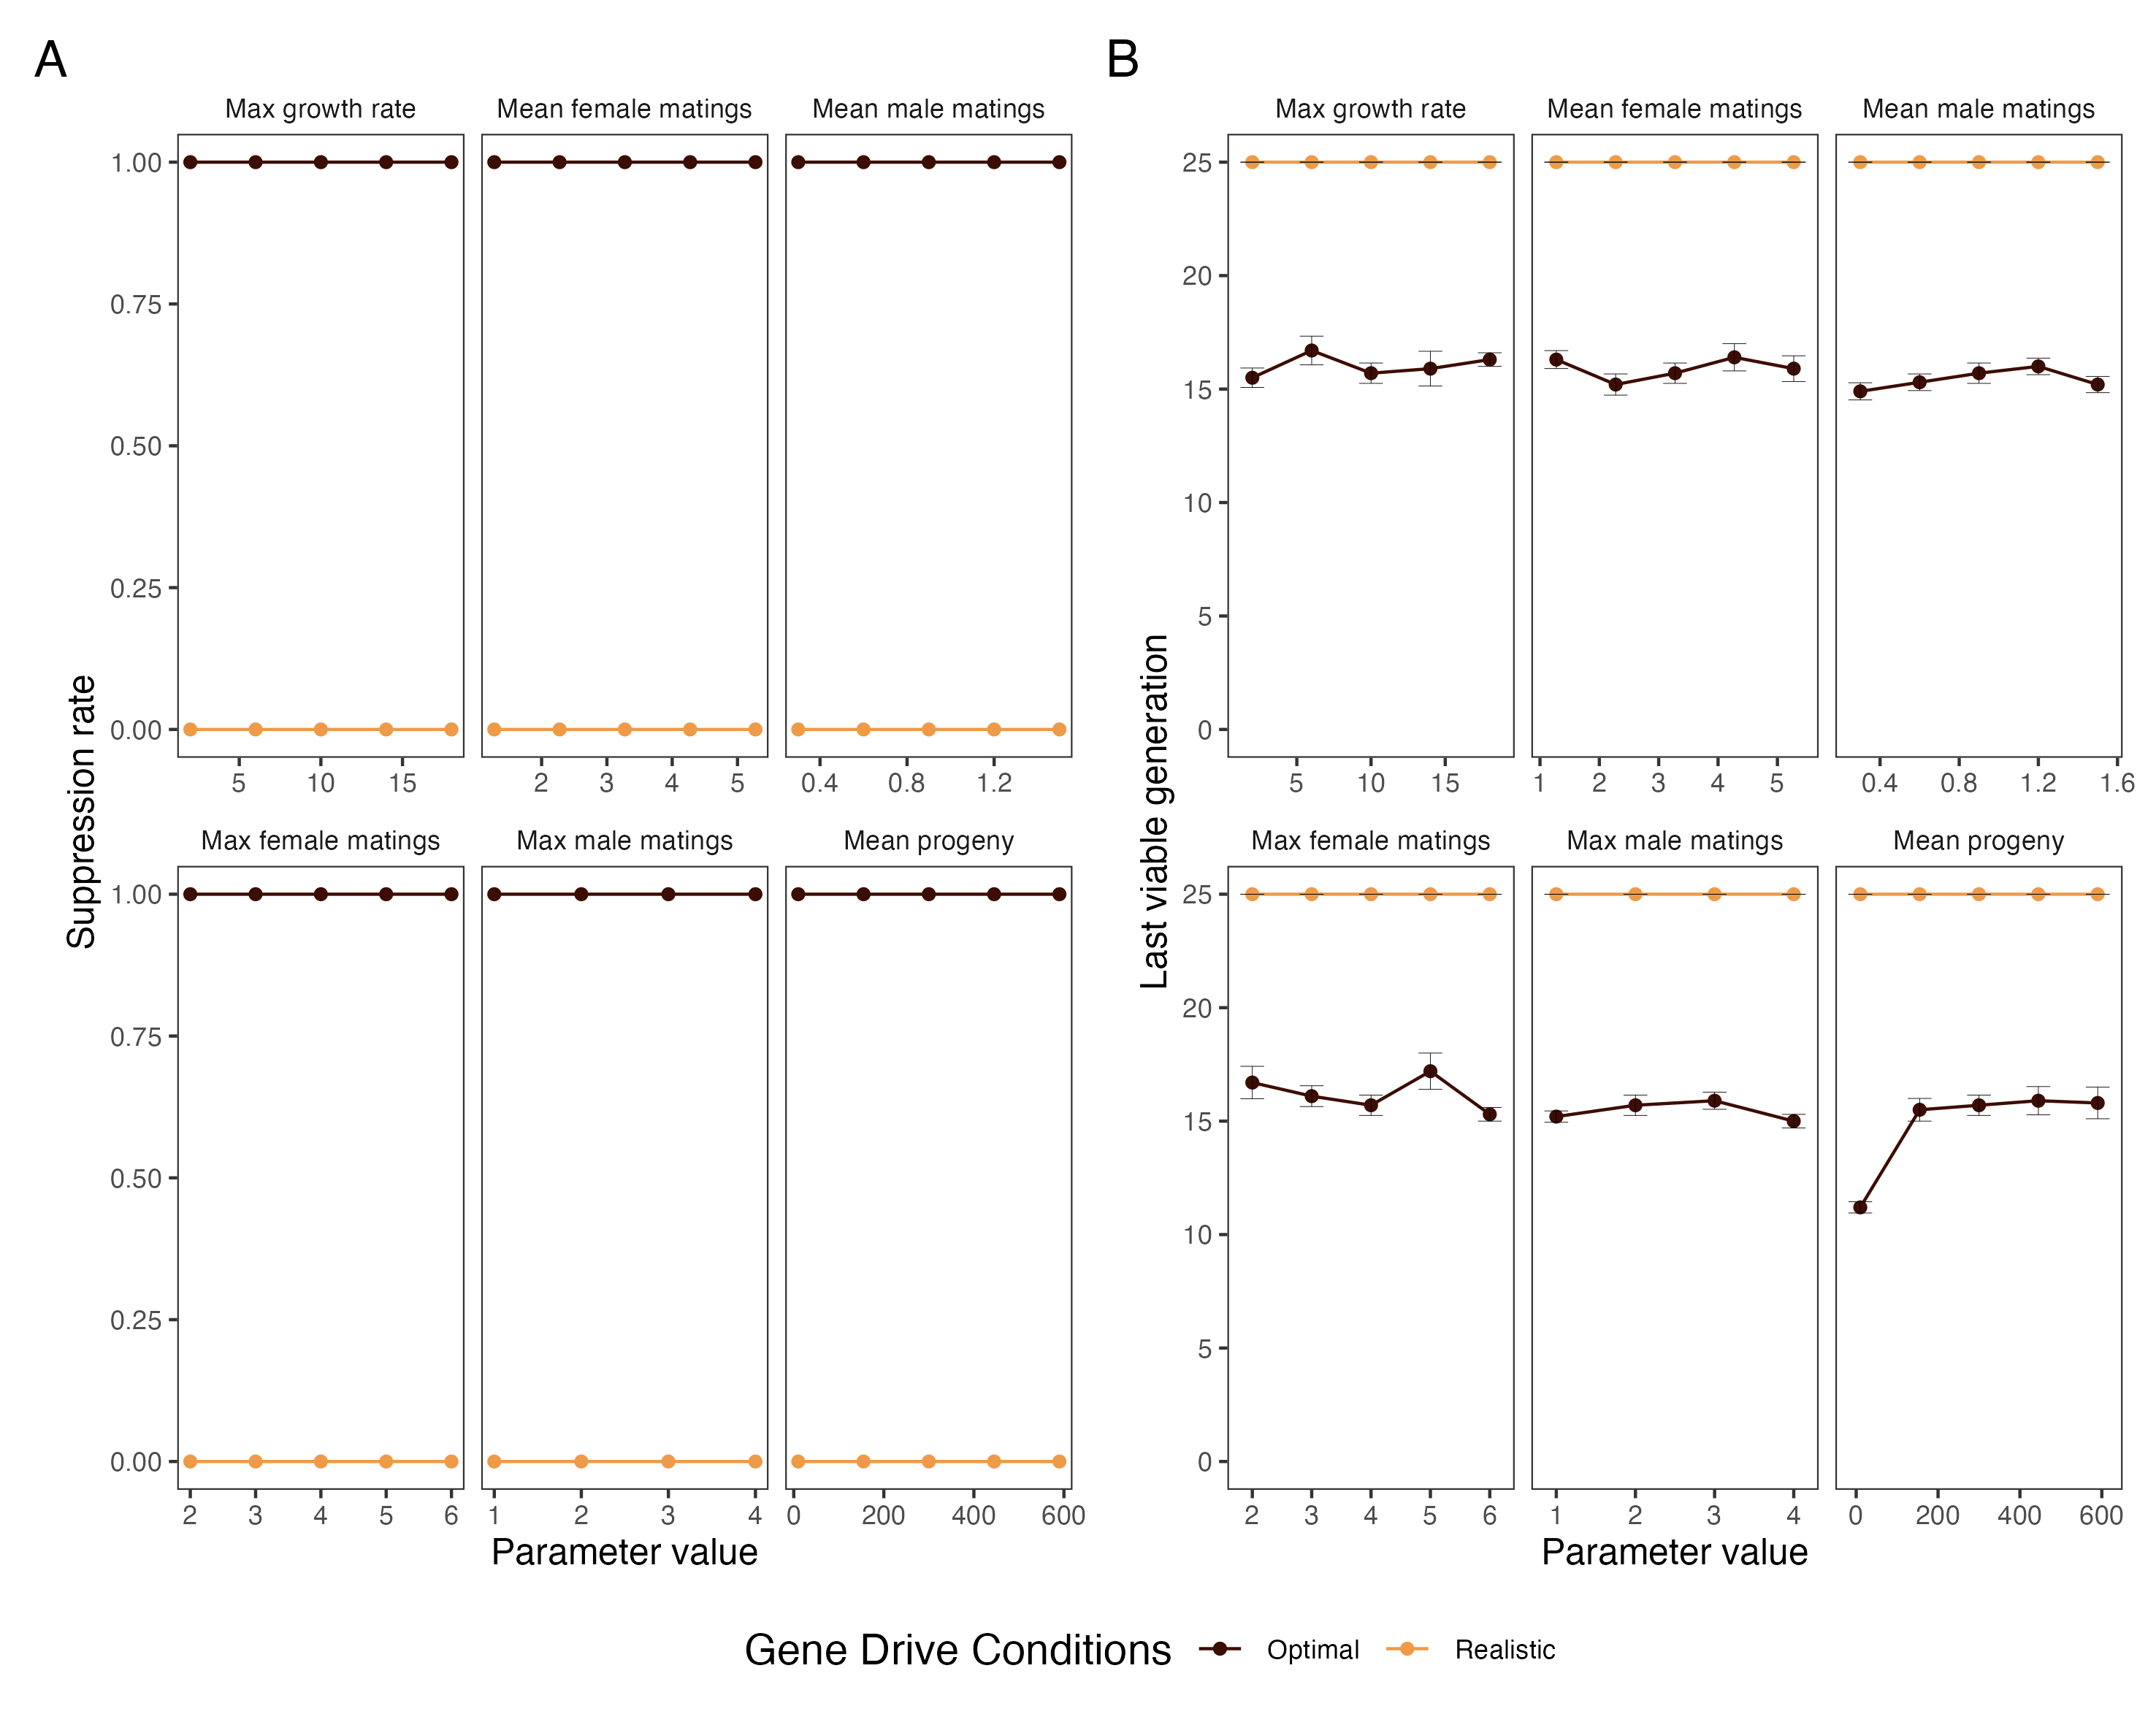 A
Max growth rate Mean female matings Mean male matings
1.00
0.75
0.50
0.25
0.00
5 10 15 2 3 4 5 0.4 0.8 1.2
Max female matings Max male matings Mean progeny
1.00
0.75
0.50
0.25
0.00
2 3 4 5 6 1 2 3 4 0 200 400 600
Suppression rate
Parameter value
B
Max growth rate Mean female matings Mean male matings
25
20
15
10
5
0
5 10 15 1 2 3 4 5 0.4 0.8 1.2 1.6
Max female matings Max male matings Mean progeny
25
20
15
10
5
0
2 3 4 5 6 1 2 3 4 0 200 400 600
Last viable generation
Parameter value
Gene Drive Conditions Optimal Realistic